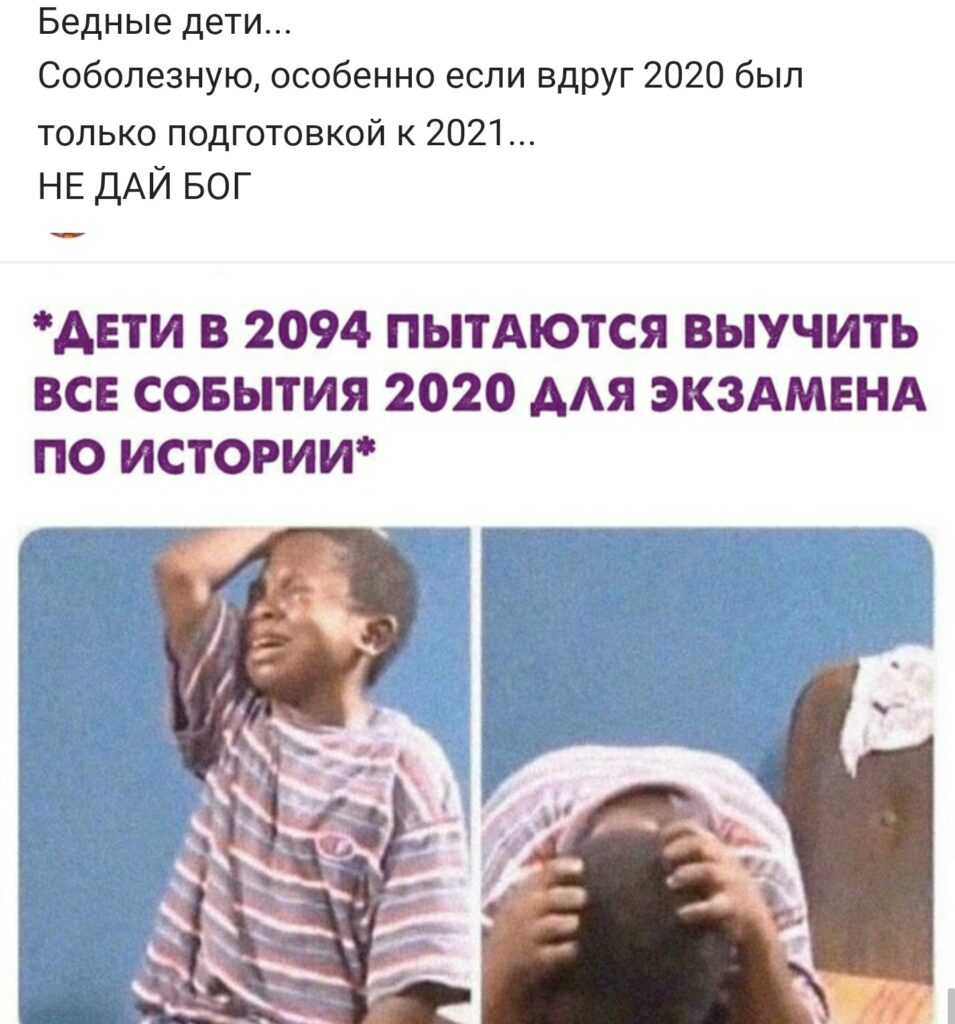 Бедные дети...
Соболезную, особенно если вдруг 2020 был
только подготовкой к 2021...
НЕ ДАЙ БОГ
*ДЕТИ В 2094 ПЫТАЮТСЯ ВЫУЧИТЬ
ВСЕ СОБЫТИЯ 2020 ДЛЯ ЭКЗАМЕНА
ПО ИСТОРИИ*